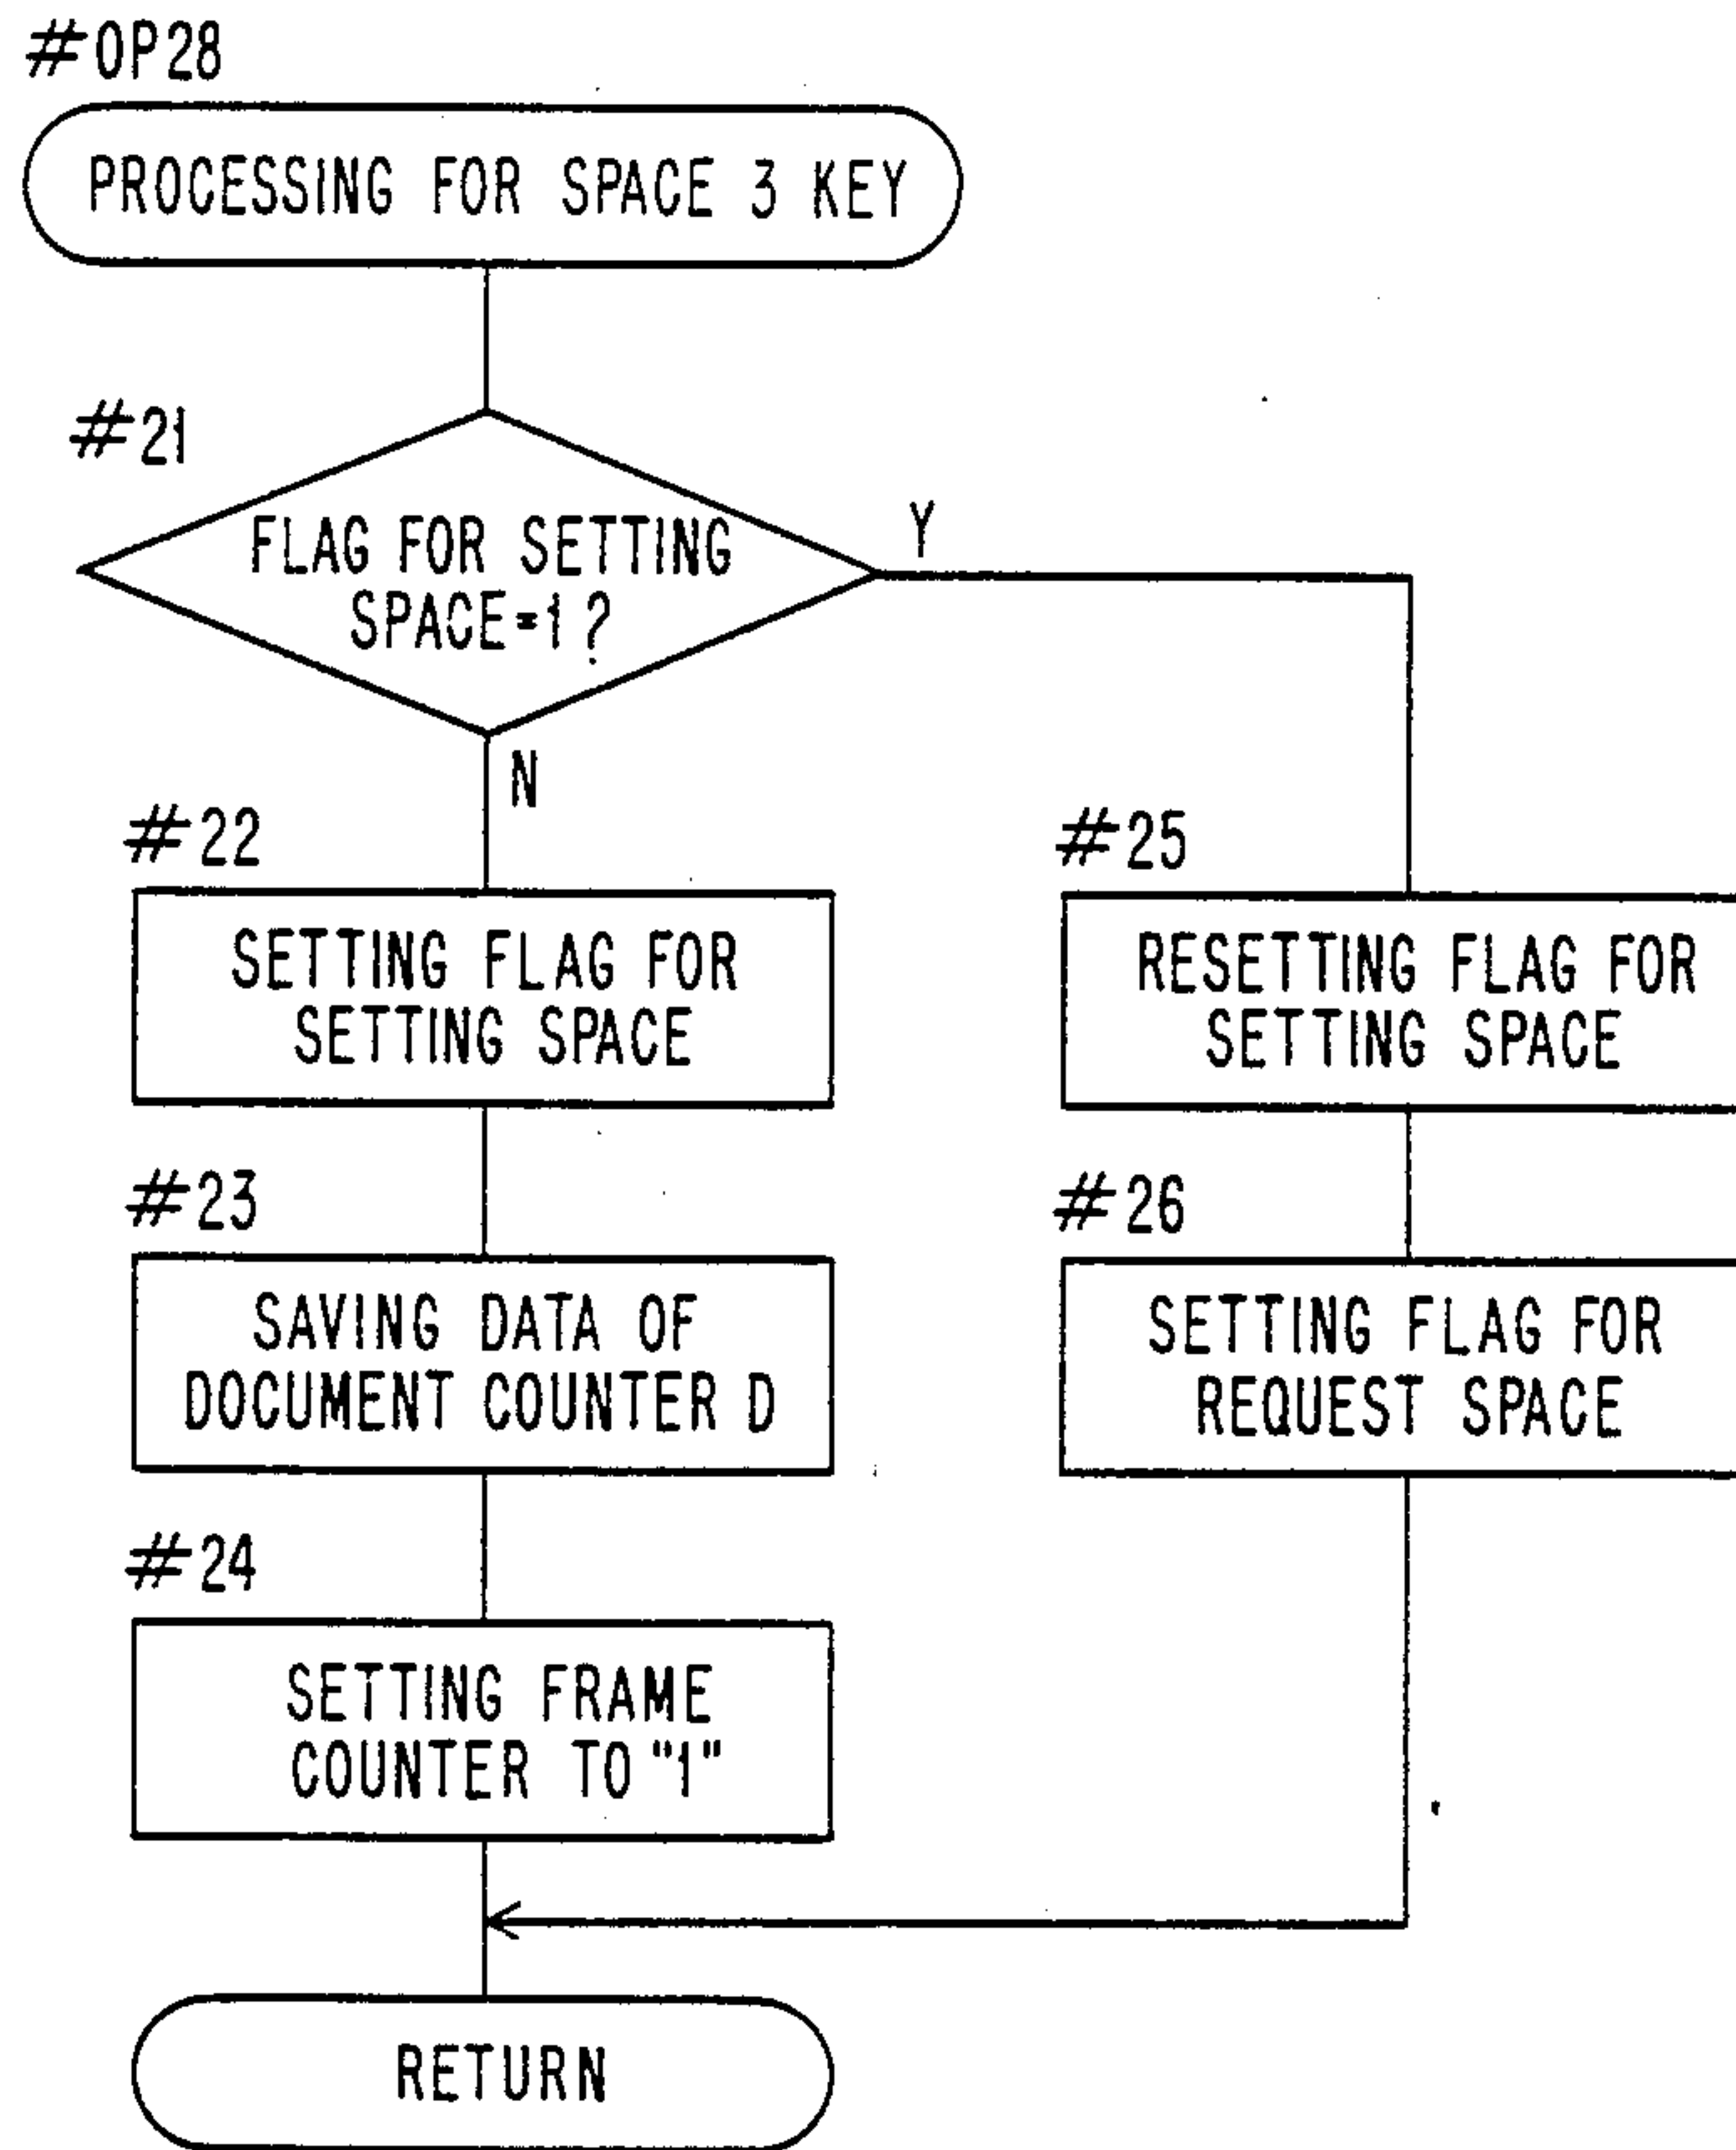 #OP28
PROCESSING FOR SPACE 3 KEY
#21
FLAG FOR SETTING
SPACE=1?
Y
N
#22
SETTING FLAG FOR
SETTING SPACE
#23
SAVING DATA OF
DOCUMENT COUNTER D
#24
SETTING FRAME
COUNTER TO "1"
#25
RESETTING FLAG FOR
SETTING SPACE
#26
SETTING FLAG FOR
REQUEST SPACE
RETURN